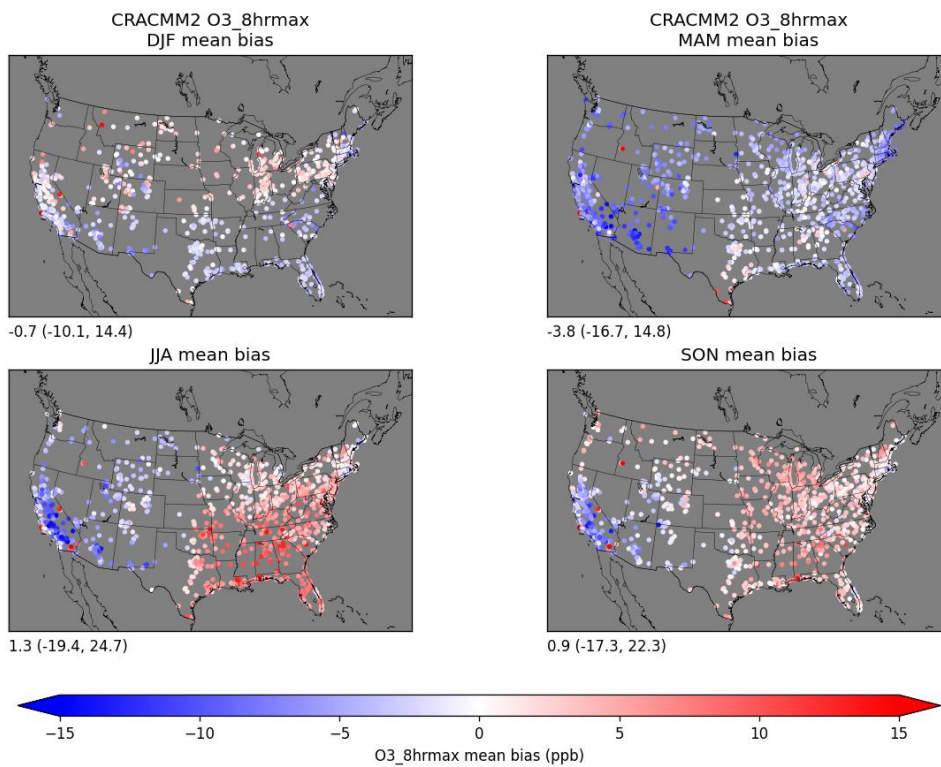 CRACMM2 O3_8hrmax
DJF mean bias
CRACMM2 O3_8hrmax
MAM mean bias
-0.7 (-10.1, 14.4)
-3.8 (-16.7, 14.8)
JJA mean bias
SON mean bias
1.3 (-19.4, 24.7)
0.9 (-17.3, 22.3)
−15 −10 −5 0 5 10 15
O3_8hrmax mean bias (ppb)